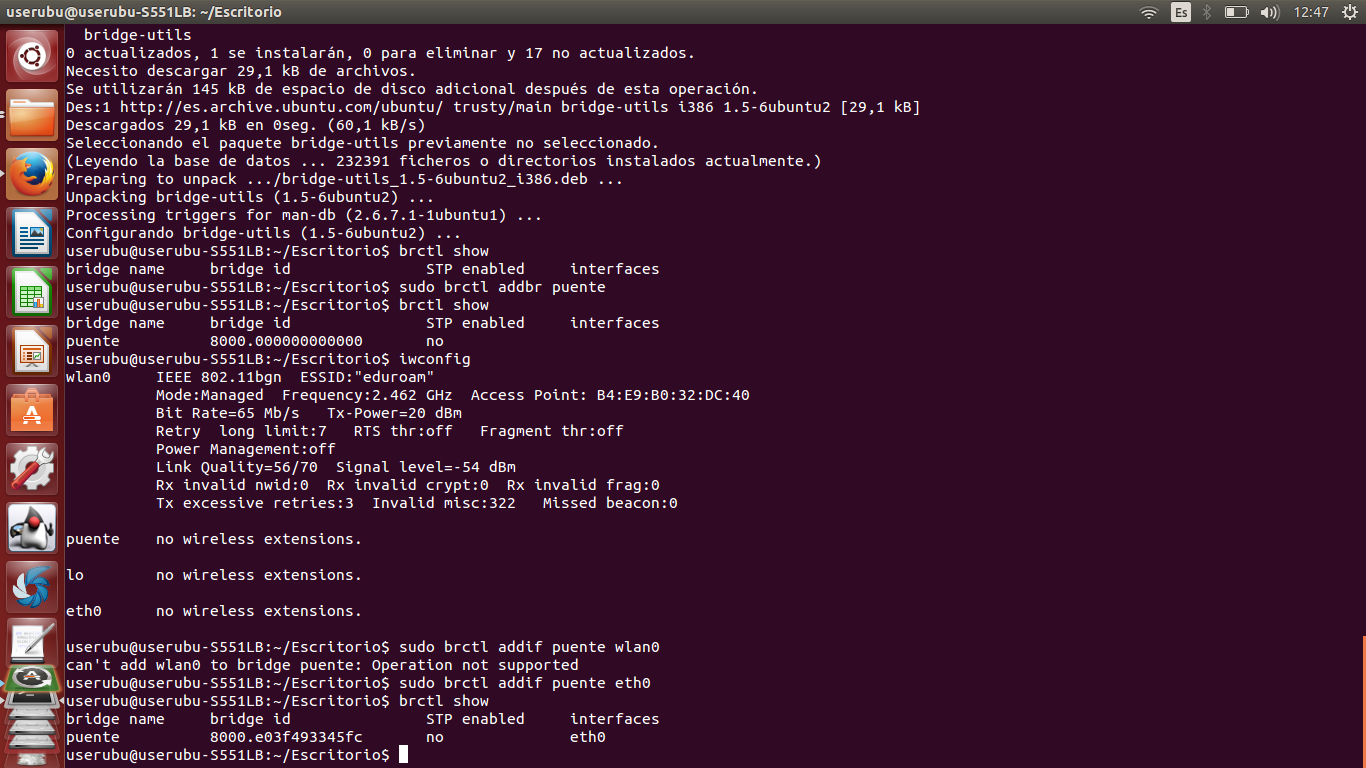 userubu@userubu-S551LB: ~/Escritorio
Es
12:47
bridge-utils
0 actualizados, 1 se instalarán, 0 para eliminar y 17 no actualizados.
Necesito descargar 29,1 kB de archivos.
Se utilizarán 145 kB de espacio de disco adicional después de esta operación.
Des:1 http://es.archive.ubuntu.com/ubuntu/ trusty/main bridge-utils i386 1.5-6ubuntu2 [29,1 kB]
Descargados 29,1 kB en 0seg. (60,1 kB/s)
Seleccionando el paquete bridge-utils previamente no seleccionado.
(Leyendo la base de datos ... 232391 ficheros o directorios instalados actualmente.)
Preparing to unpack .../bridge-utils_1.5-6ubuntu2_i386.deb ...
Unpacking bridge-utils (1.5-6ubuntu2) ...
Processing triggers for man-db (2.6.7.1-1ubuntu1) ...
Configurando bridge-utils (1.5-6ubuntu2) ...
userubu@userubu-S551LB:~/Escritorio$ brctl show
bridge name     bridge id               STP enabled     interfaces
userubu@userubu-S551LB:~/Escritorio$ sudo brctl addbr puente
userubu@userubu-S551LB:~/Escritorio$ brctl show
bridge name     bridge id               STP enabled     interfaces
puente          8000.000000000000       no
userubu@userubu-S551LB:~/Escritorio$ iwconfig
wlan0     IEEE 802.11bgn  ESSID:"eduroam"
          Mode:Managed  Frequency:2.462 GHz  Access Point: B4:E9:B0:32:DC:40
          Bit Rate=65 Mb/s   Tx-Power=20 dBm
          Retry  long limit:7   RTS thr:off   Fragment thr:off
          Power Management:off
          Link Quality=56/70  Signal level=-54 dBm
          Rx invalid nwid:0  Rx invalid crypt:0  Rx invalid frag:0
          Tx excessive retries:3  Invalid misc:322   Missed beacon:0
puente    no wireless extensions.
lo        no wireless extensions.
eth0      no wireless extensions.
userubu@userubu-S551LB:~/Escritorio$ sudo brctl addif puente wlan0
can't add wlan0 to bridge puente: Operation not supported
userubu@userubu-S551LB:~/Escritorio$ sudo brctl addif puente eth0
userubu@userubu-S551LB:~/Escritorio$ brctl show
bridge name     bridge id               STP enabled     interfaces
puente          8000.e03f493345fc       no              eth0
userubu@userubu-S551LB:~/Escritorio$